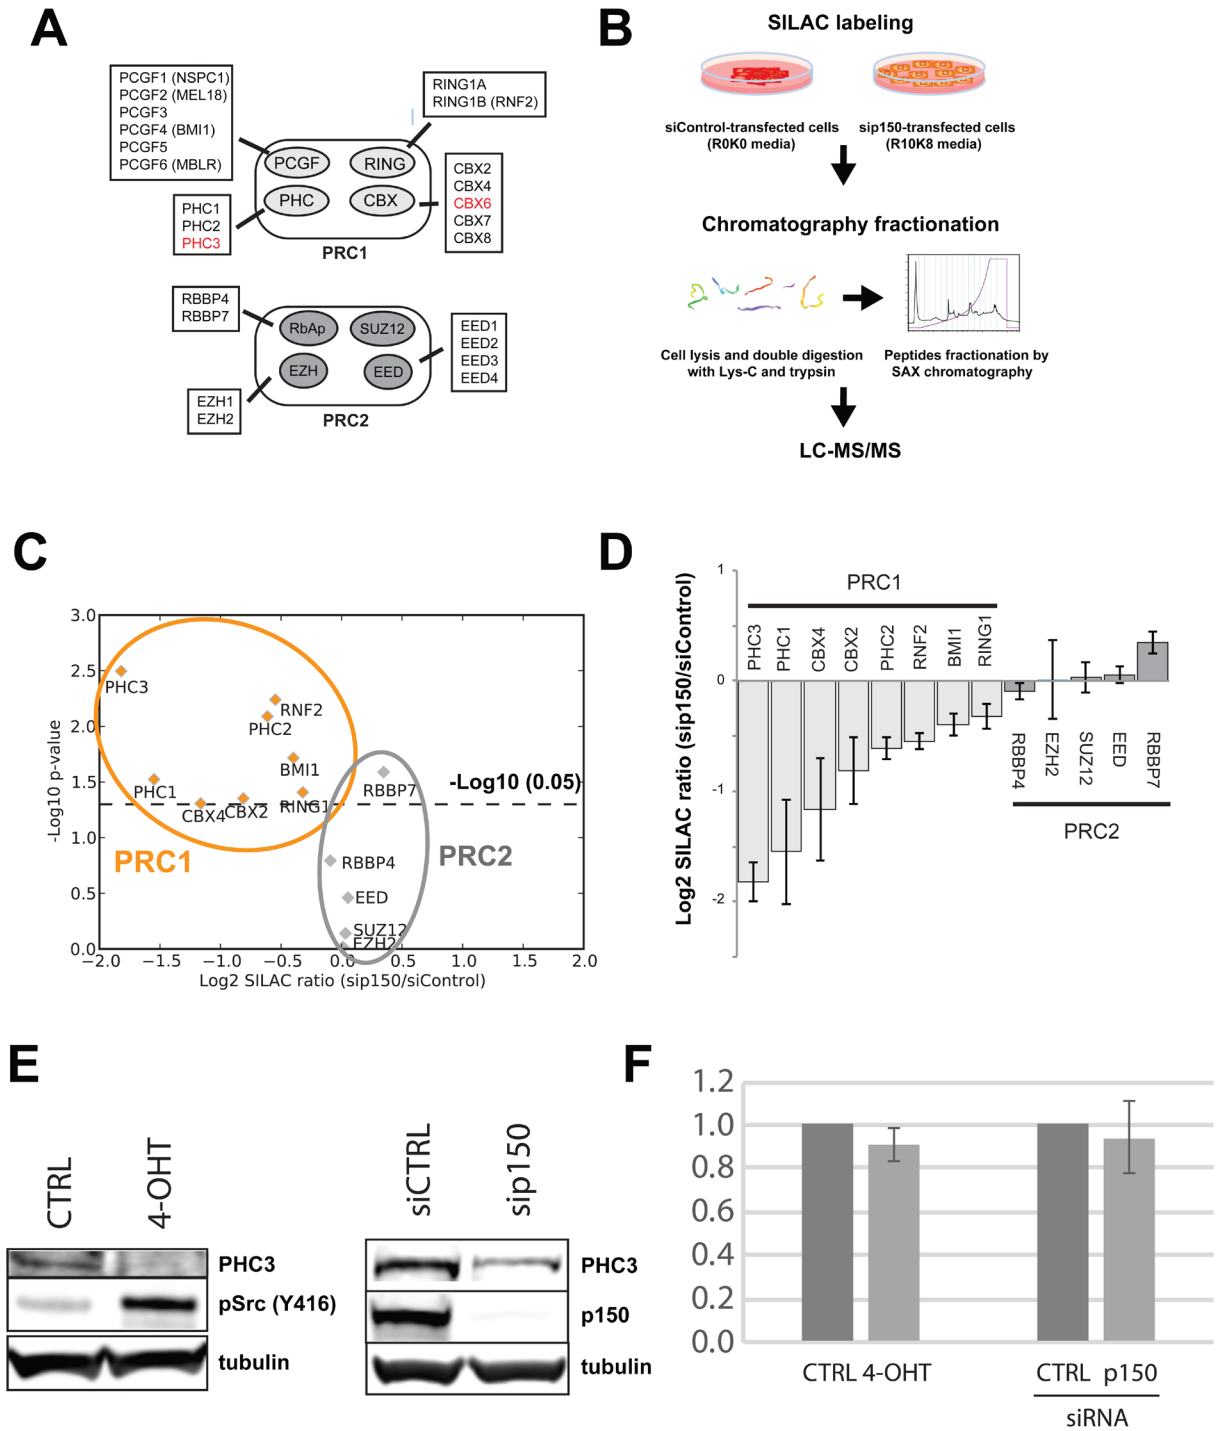 A
PCGF1 (NSPC1)
PCGF2 (MEL18)
PCGF3
PCGF4 (BMI1)
PCGF5
PCGF6 (MBLR)
RING1A
RING1B (RNF2)
PCGF
RING
PHC
CBX
PHC1
PHC2
PHC3
CBX2
CBX4
CBX6
CBX7
CBX8
PRC1
RBBP4
RBBP7
RbAp
SUZ12
EZH
EED
EED1
EED2
EED3
EED4
EZH1
EZH2
PRC2
B
SILAC labeling
siControl-transfected cells
(R0K0 media)
sip150-transfected cells
(R10K8 media)
Chromatography fractionation
Cell lysis and double digestion
with Lys-C and trypsin
Peptides fractionation by
SAX chromatography
LC-MS/MS
C
-Log10 p-value
3.0
2.5
2.0
1.5
1.0
0.5
0.0
PHC3
RNF2
PHC2
BMI1
PHC1
CBX4
CBX2
RING1
RBBP7
-Log10 (0.05)
PRC1
PRC2
RBBP4
EED
SUZ12
EZH2
−2.0 −1.5 −1.0 −0.5 0.0 0.5 1.0 1.5 2.0
Log2 SILAC ratio (sip150/siControl)
D
Log2 SILAC ratio (sip150/siControl)
1
0
-1
-2
PRC1
PHC3
PHC1
CBX4
CBX2
PHC2
RNF2
BMI1
RING1
RBBP4
EZH2
SUZ12
EED
RBBP7
PRC2
E
CTRL
4-OHT
PHC3
pSrc (Y416)
tubulin
siCTRL
sip150
PHC3
p150
tubulin
F
1.2
1.0
0.8
0.6
0.4
0.2
0.0
CTRL 4-OHT
CTRL p150
siRNA